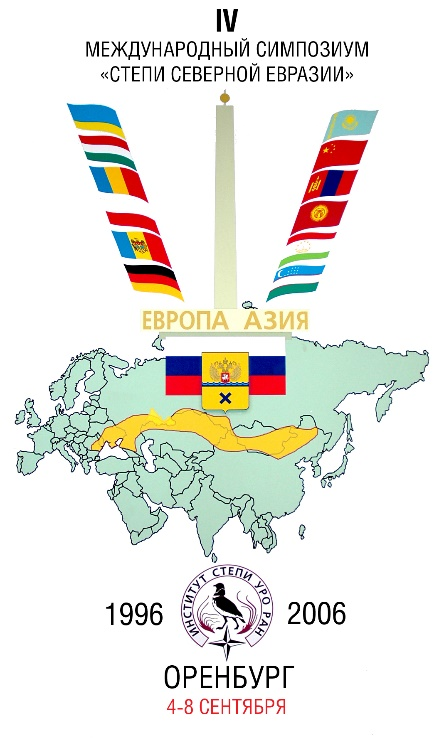 IV
МЕЖДУНАРОДНЫЙ СИМПОЗИУМ
«СТЕПИ СЕВЕРНОЙ ЕВРАЗИИ»
ЕВРОПА АЗИЯ
1996
ИНСТИТУТ СТЕПИ УРО РАН
2006
ОРЕНБУРГ
4-8 СЕНТЯБРЯ